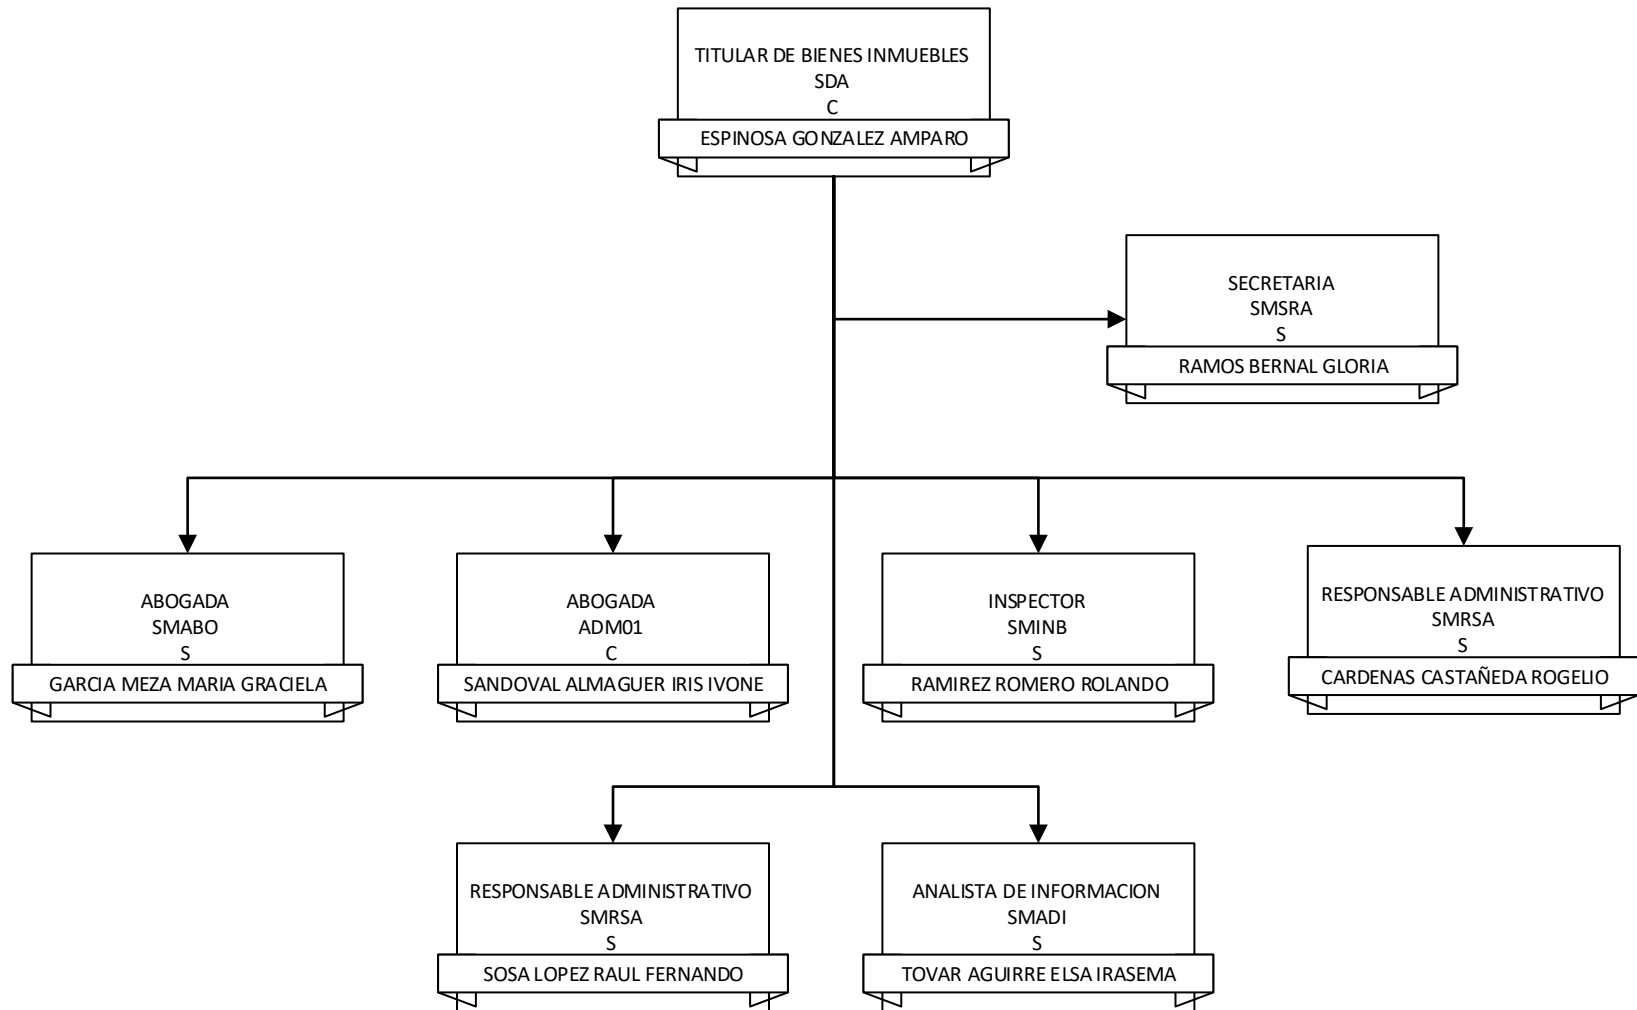 TITULAR DE BIENES INMUEBLES
SDA
C
ESPINOSA GONZALEZ AMPARO
SECRETARIA
SMSRA
S
RAMOS BERNAL GLORIA
ABOGADA
SMABO
S
GARCIA MEZA MARIA GRACIELA
ABOGADA
ADM01
C
SANDOVAL ALMAGUER IRIS IVONE
INSPECTOR
SMINB
S
RAMIREZ ROMERO ROLANDO
RESPONSABLE ADMINISTRATIVO
SMRSA
S
CARDENAS CASTAÑEDA ROGELIO
RESPONSABLE ADMINISTRATIVO
SMRSA
S
SOSA LOPEZ RAUL FERNANDO
ANALISTA DE INFORMACION
SMADI
S
TOVAR AGUIRRE ELSA IRASEMA